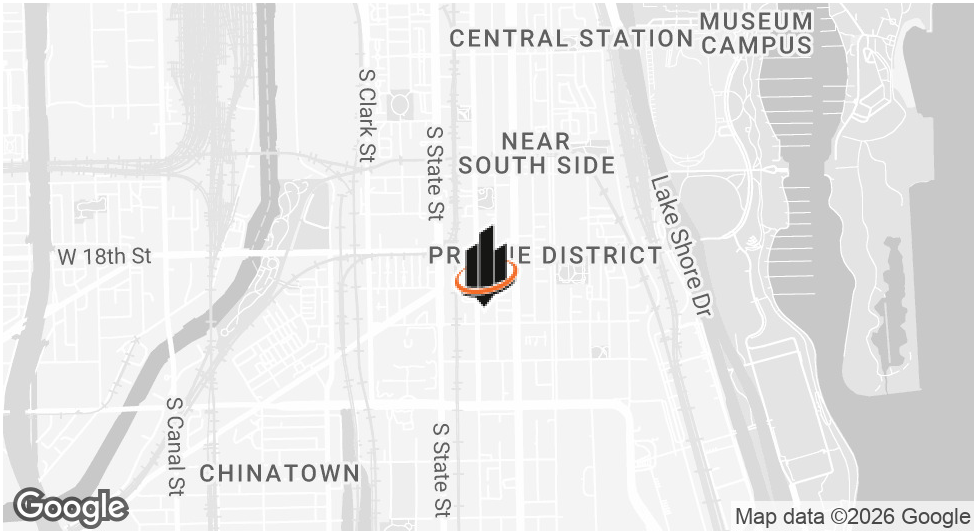 MUSEUM
CAMPUS
CENTRAL STATION
S Clark St
S State St
NEAR
SOUTH SIDE
Lake Shore Dr
W 18th St
DISTRICT
S Canal St
S State St
CHINATOWN
Google
Map data ©2026 Google